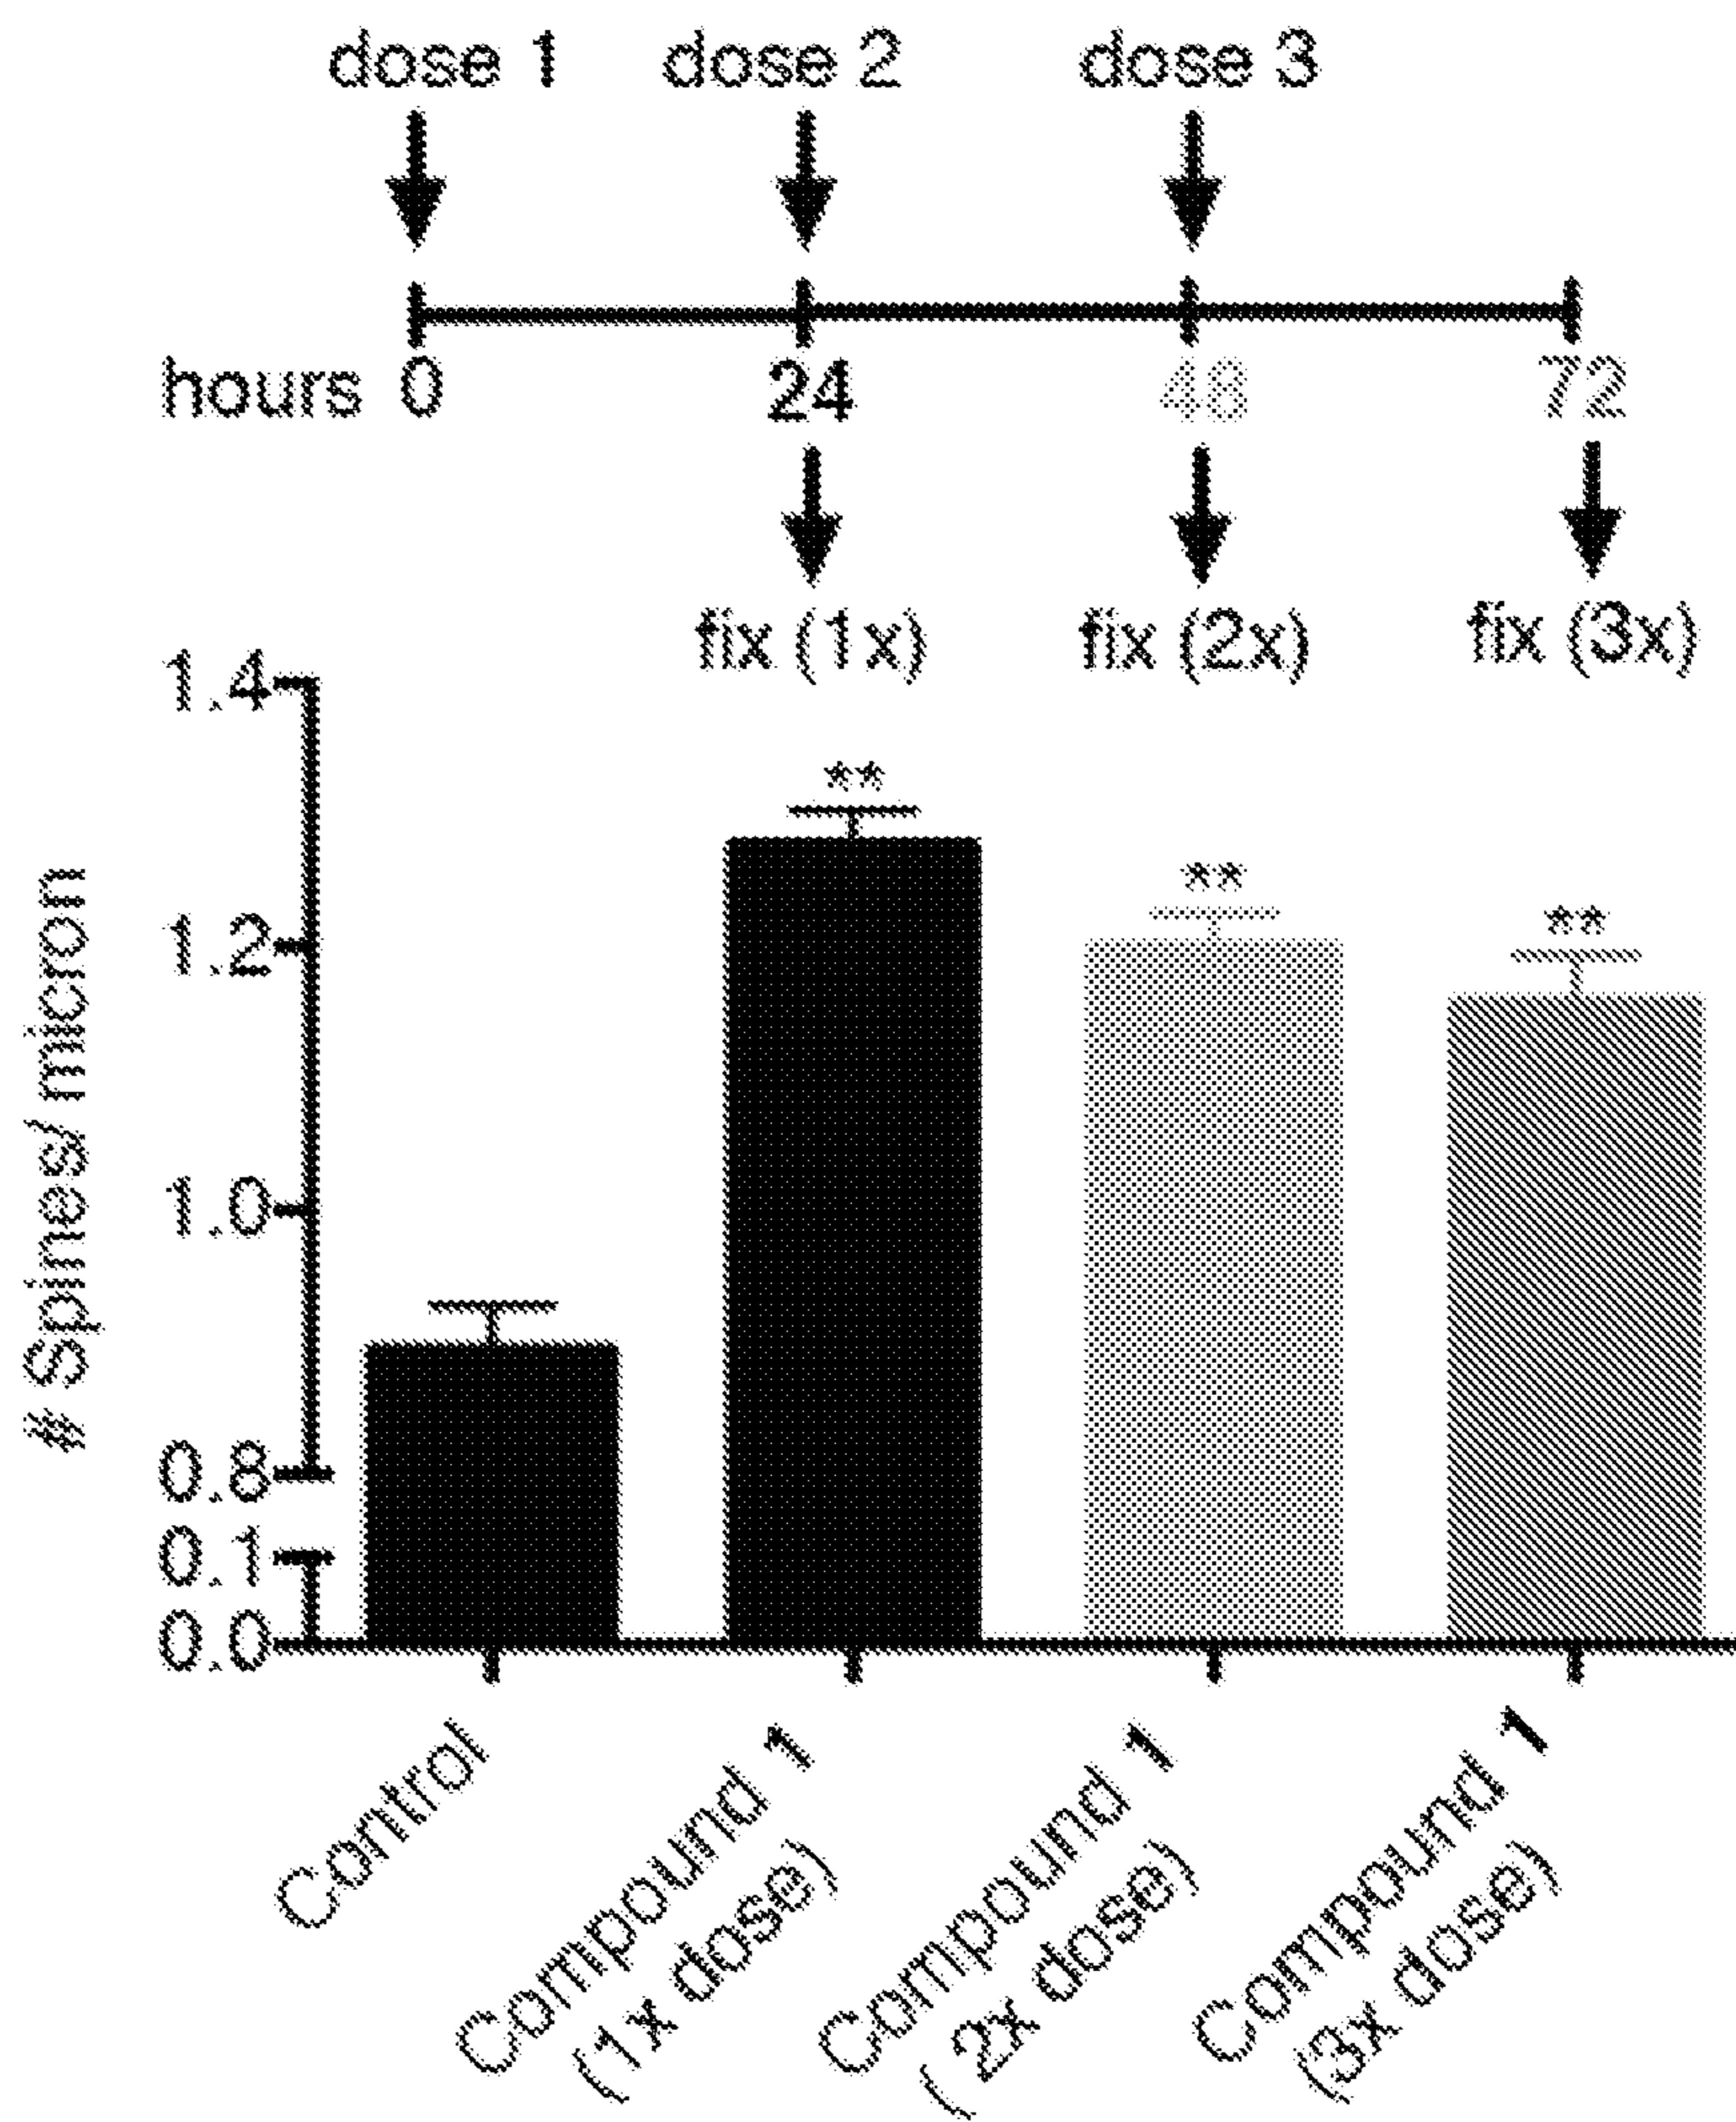 dose 1 dose 2 dose 3
hours 0 24 48 72
fix (1x) fix (2x) fix (3x)
1.4
**
**
**
1.2
1.0
0.8
0.1
0.0
# Spines/ micron
Control
Compound 1
(1x dose)
Compound 1
( 2x dose)
Compound 1
(3x dose)